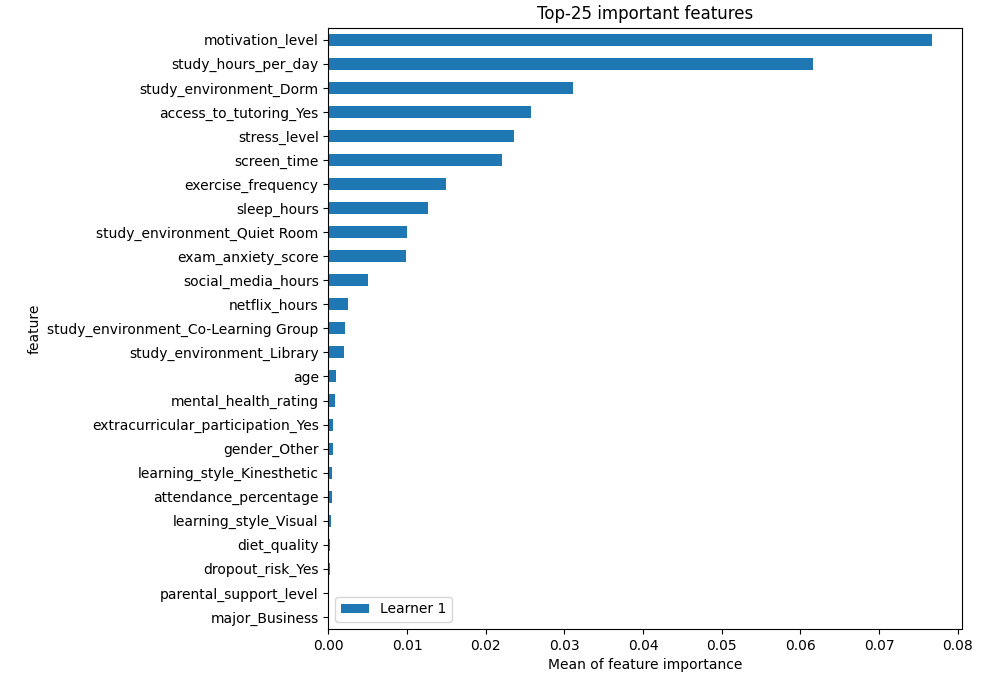 Top-25 important features
motivation_level
study_hours_per_day
study_environment_Dorm
access_to_tutoring_Yes
stress_level
screen_time
exercise_frequency
sleep_hours
study_environment_Quiet Room
exam_anxiety_score
social_media_hours
netflix_hours
study_environment_Co-Learning Group
study_environment_Library
age
mental_health_rating
extracurricular_participation_Yes
gender_Other
learning_style_Kinesthetic
attendance_percentage
learning_style_Visual
diet_quality
dropout_risk_Yes
parental_support_level
major_Business
feature
Learner 1
0.00 0.01 0.02 0.03 0.04 0.05 0.06 0.07 0.08
Mean of feature importance